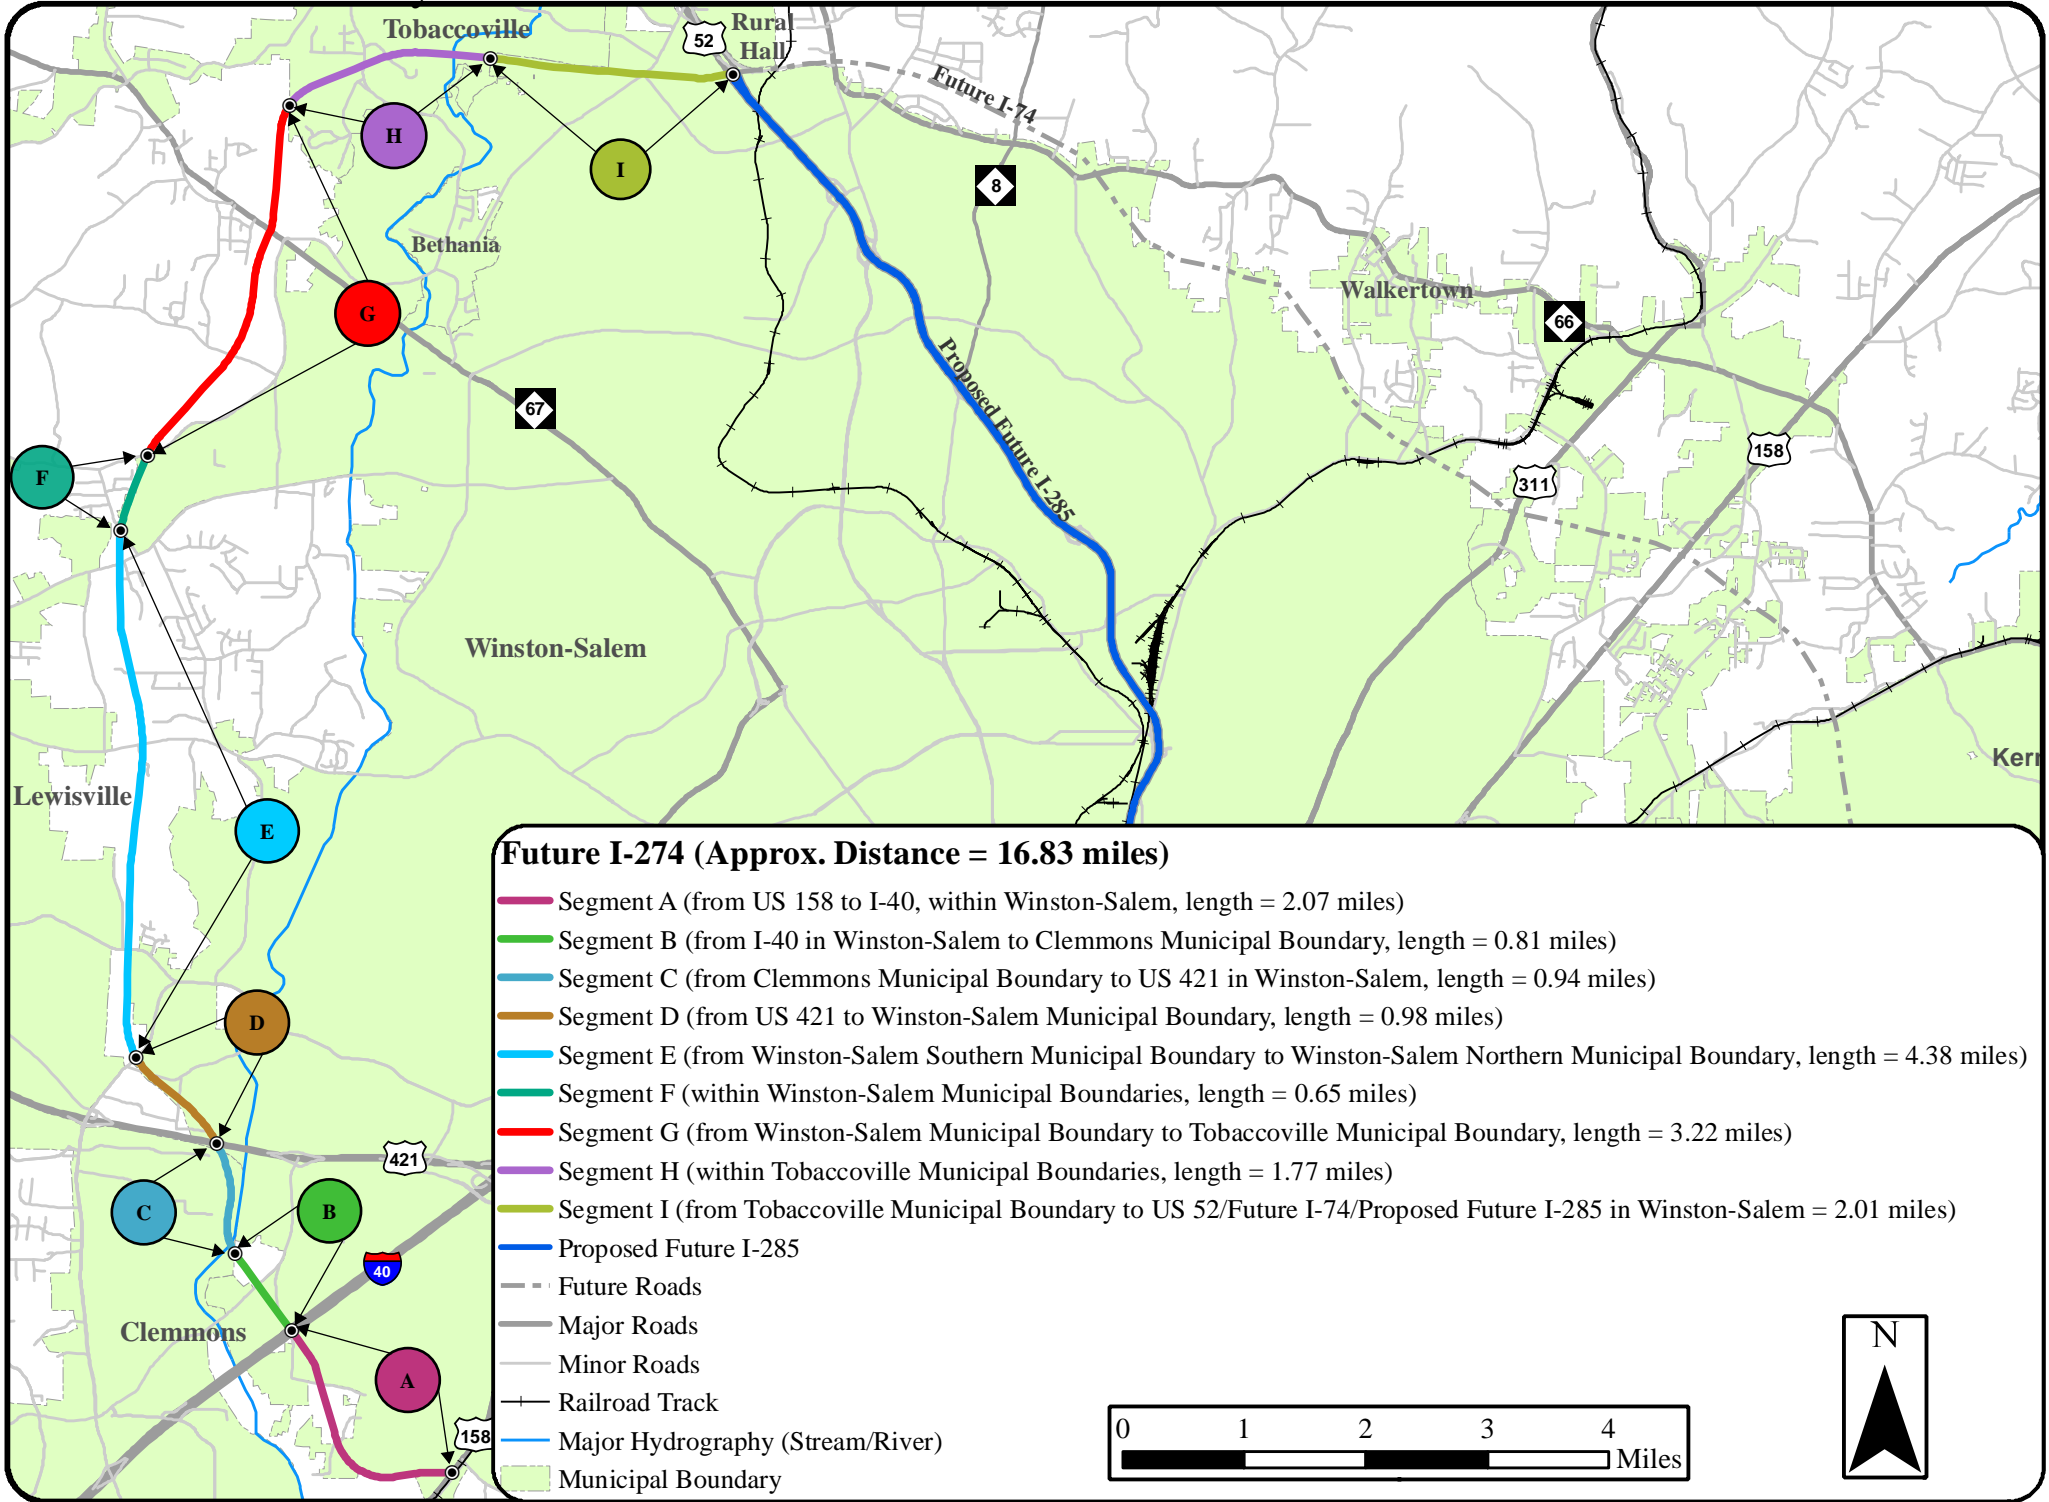 Tobaccoville
52
Rural
Hall
Future I-74
H
I
8
Bethania
G
Walkertown
66
67
Proposed Future I-285
F
158
311
Winston-Salem
Kerr
Lewisville
E
D
421
C
B
40
Clemmons
A
158
Future I-274 (Approx. Distance = 16.83 miles)
Segment A (from US 158 to I-40, within Winston-Salem, length = 2.07 miles)
Segment B (from I-40 in Winston-Salem to Clemmons Municipal Boundary, length = 0.81 miles)
Segment C (from Clemmons Municipal Boundary to US 421 in Winston-Salem, length = 0.94 miles)
Segment D (from US 421 to Winston-Salem Municipal Boundary, length = 0.98 miles)
Segment E (from Winston-Salem Southern Municipal Boundary to Winston-Salem Northern Municipal Boundary, length = 4.38 miles)
Segment F (within Winston-Salem Municipal Boundaries, length = 0.65 miles)
Segment G (from Winston-Salem Municipal Boundary to Tobaccoville Municipal Boundary, length = 3.22 miles)
Segment H (within Tobaccoville Municipal Boundaries, length = 1.77 miles)
Segment I (from Tobaccoville Municipal Boundary to US 52/Future I-74/Proposed Future I-285 in Winston-Salem = 2.01 miles)
Proposed Future I-285
Future Roads
Major Roads
Minor Roads
Railroad Track
Major Hydrography (Stream/River)
Municipal Boundary
0 1 2 3 4
Miles
N